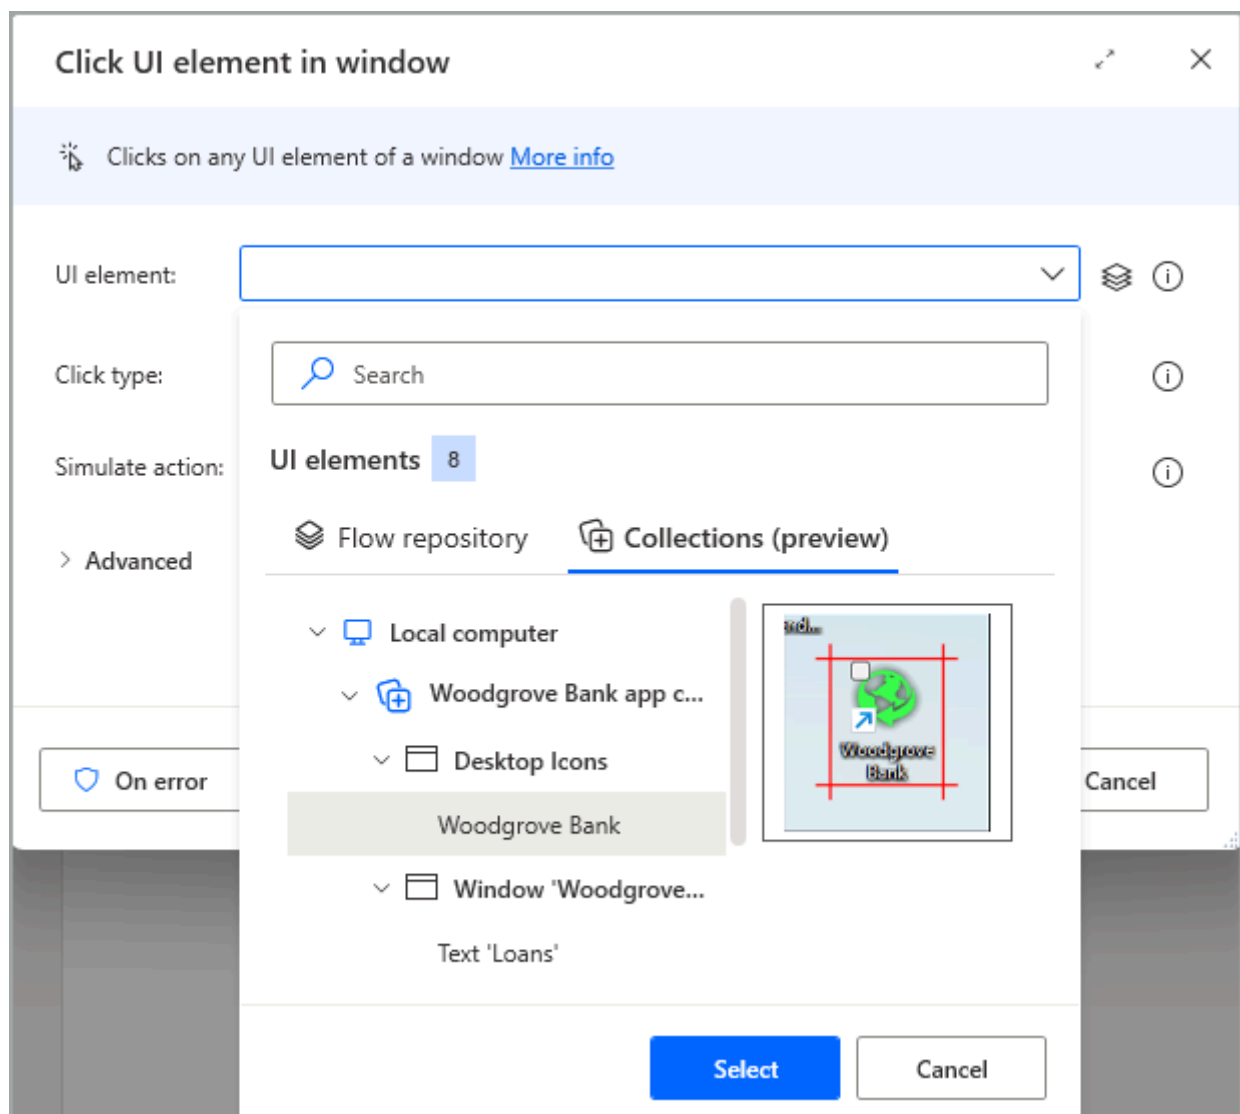 Click UI element in window
Clicks on any UI element of a window More info
UI element:
Click type:
Search
UI elements 8
Simulate action:
Flow repository
Collections (preview)
Advanced
Local computer
Woodgrove Bank app c...
Desktop Icons
Woodgrove Bank
Window 'Woodgrove...
Text 'Loans'
nd...
Woodgrove
Bank
On error
Cancel
Select
Cancel